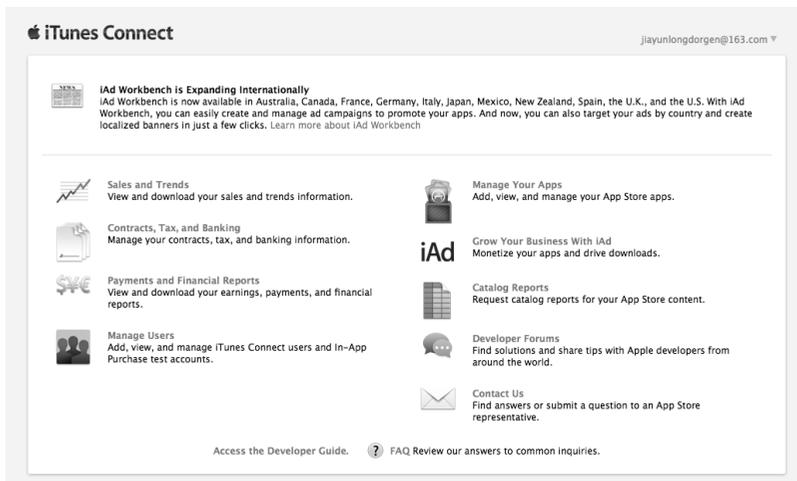 iTunes Connect
jiayunlongdorgen@163.com
NEWS
iAd Workbench is Expanding Internationally
iAd Workbench is now available in Australia, Canada, France, Germany, Italy, Japan, Mexico, New Zealand, Spain, the U.K., and the U.S. With iAd
Workbench, you can easily create and manage ad campaigns to promote your apps. And now, you can also target your ads by country and create
localized banners in just a few clicks. Learn more about iAd Workbench
Sales and Trends
View and download your sales and trends information.
Contracts, Tax, and Banking
Manage your contracts, tax, and banking information.
$¥€
Payments and Financial Reports
View and download your earnings, payments, and financial
reports.
Manage Users
Add, view, and manage iTunes Connect users and In-App
Purchase test accounts.
Manage Your Apps
Add, view, and manage your App Store apps.
iAd
Grow Your Business With iAd
Monetize your apps and drive downloads.
Catalog Reports
Request catalog reports for your App Store content.
Developer Forums
Find solutions and share tips with Apple developers from
around the world.
Contact Us
Find answers or submit a question to an App Store
representative.
Access the Developer Guide.
? FAQ Review our answers to common inquiries.